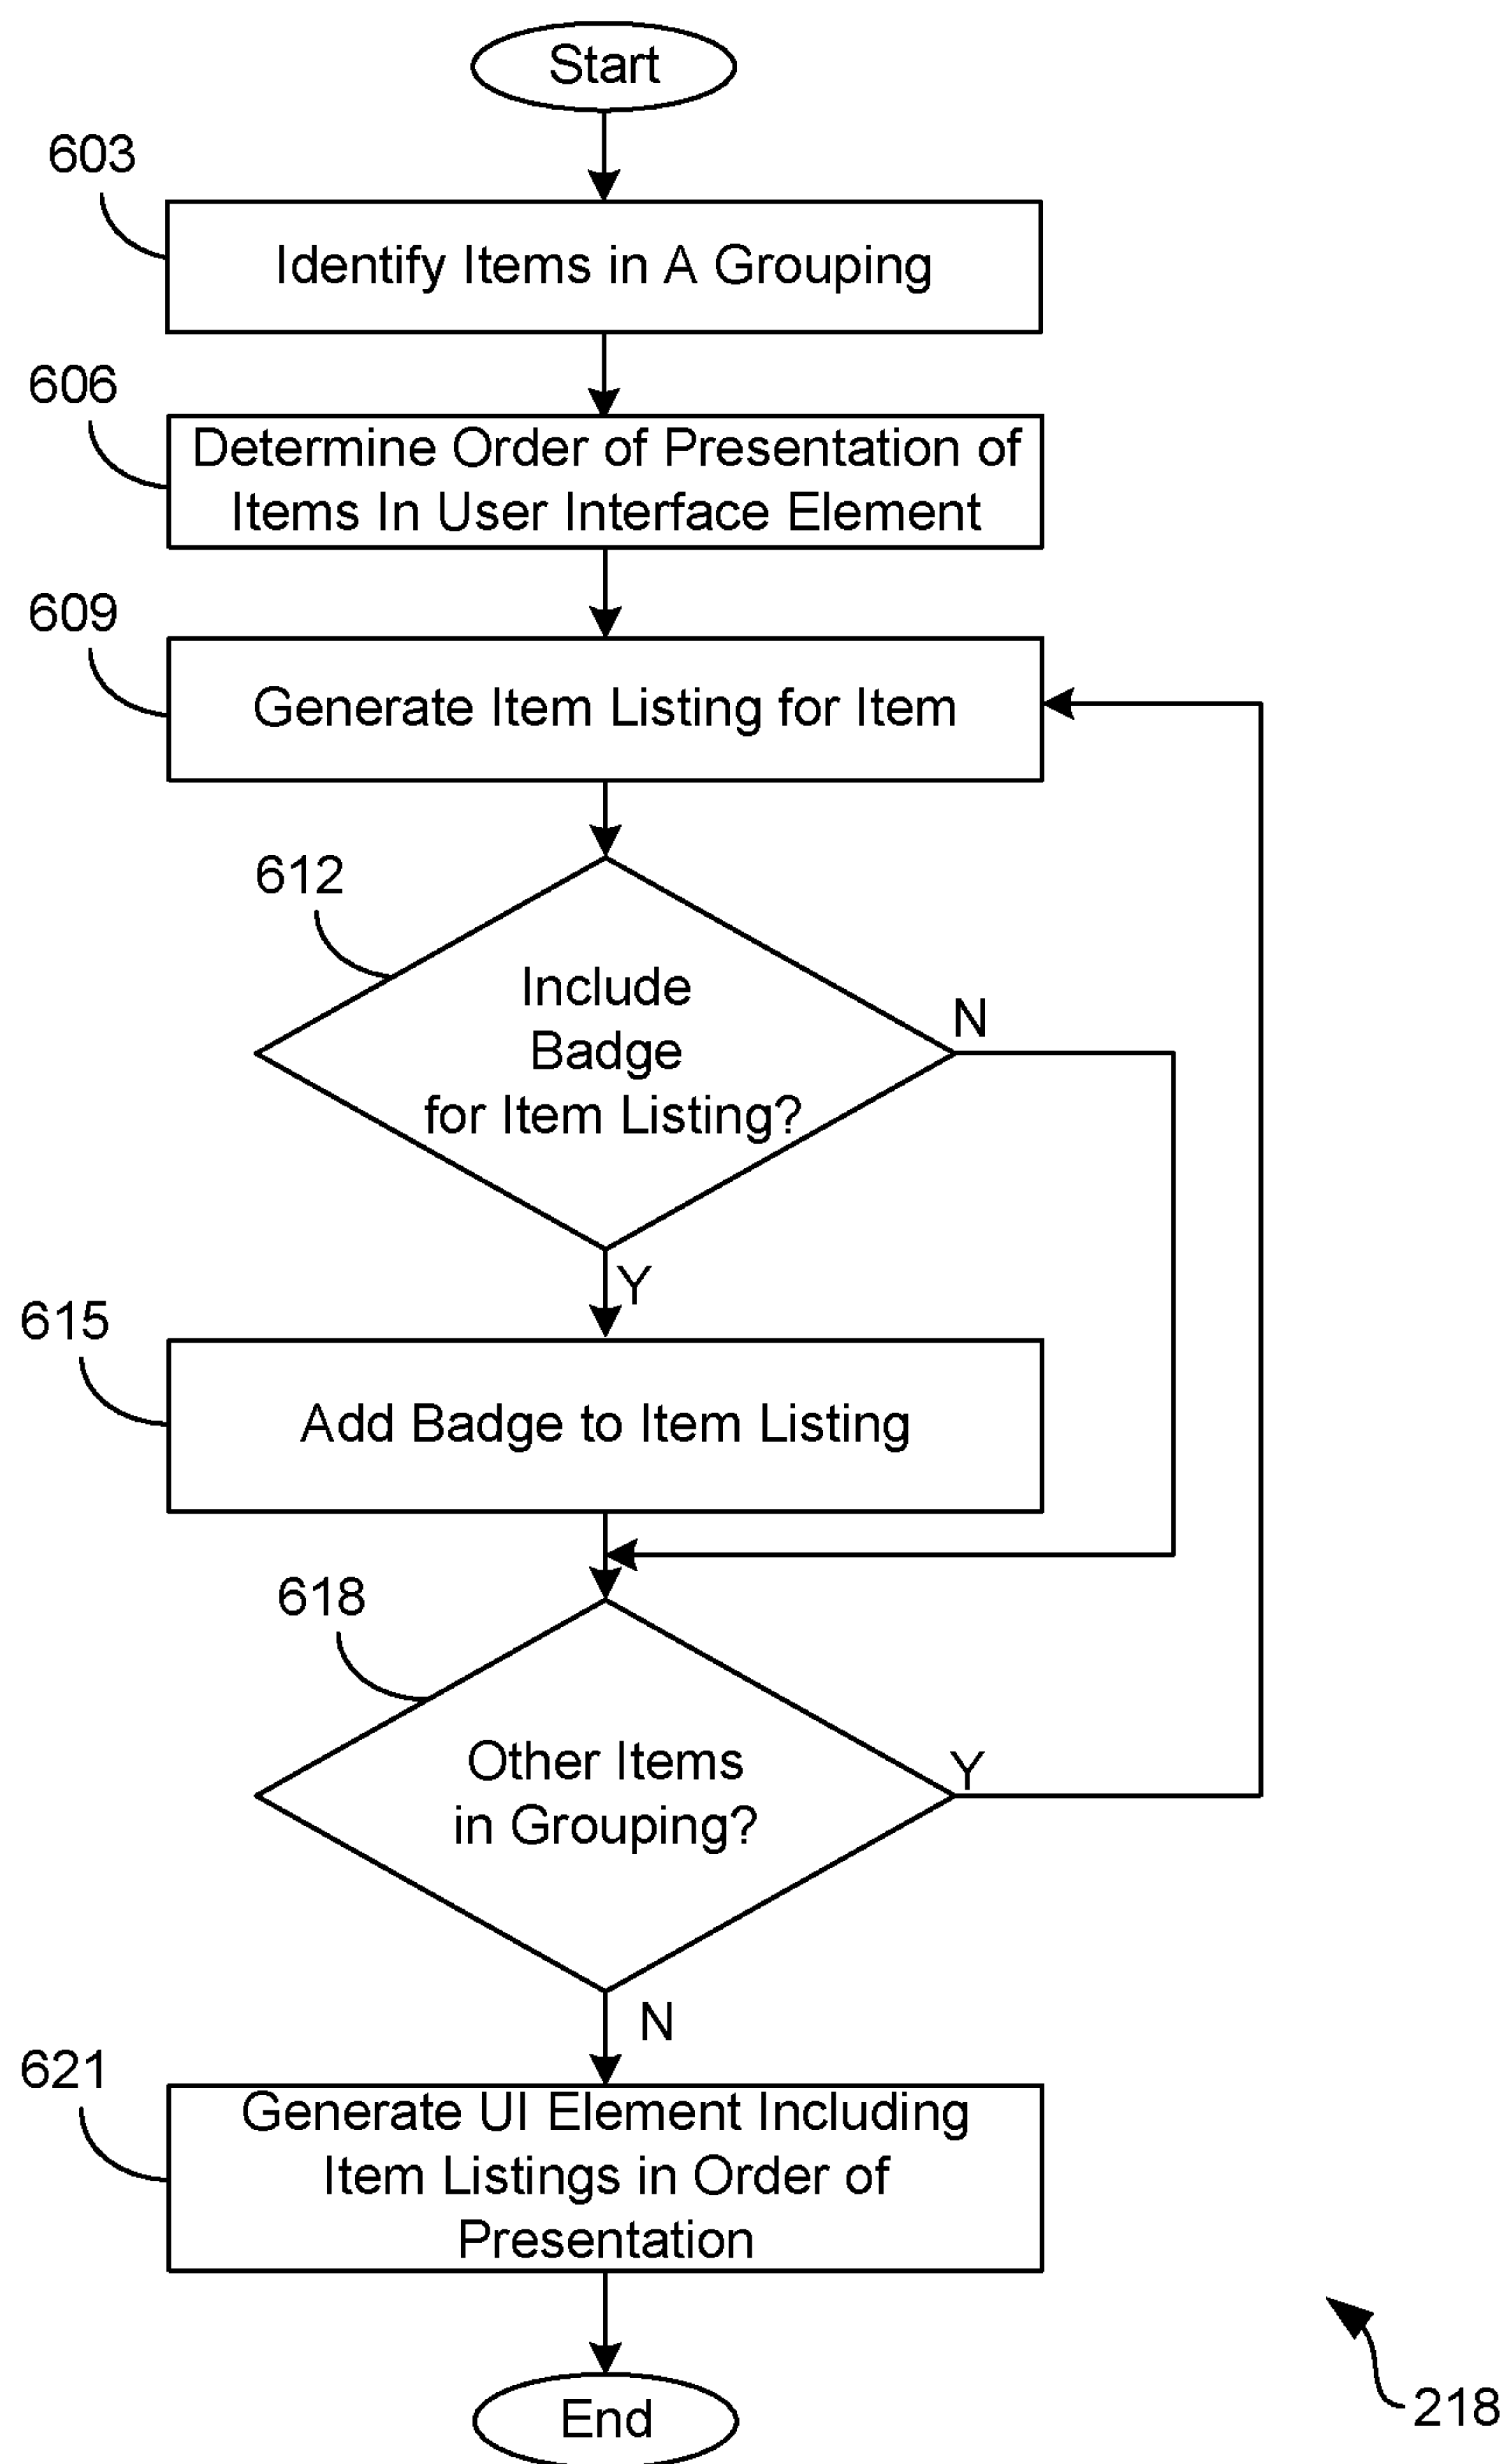 Start
603
Identify Items in A Grouping
606
Determine Order of Presentation of
Items In User Interface Element
609
Generate Item Listing for Item
612
Include
Badge
for Item Listing?
N
Y
615
Add Badge to Item Listing
618
Other Items
in Grouping?
Y
N
621
Generate UI Element Including
Item Listings in Order of
Presentation
End
218